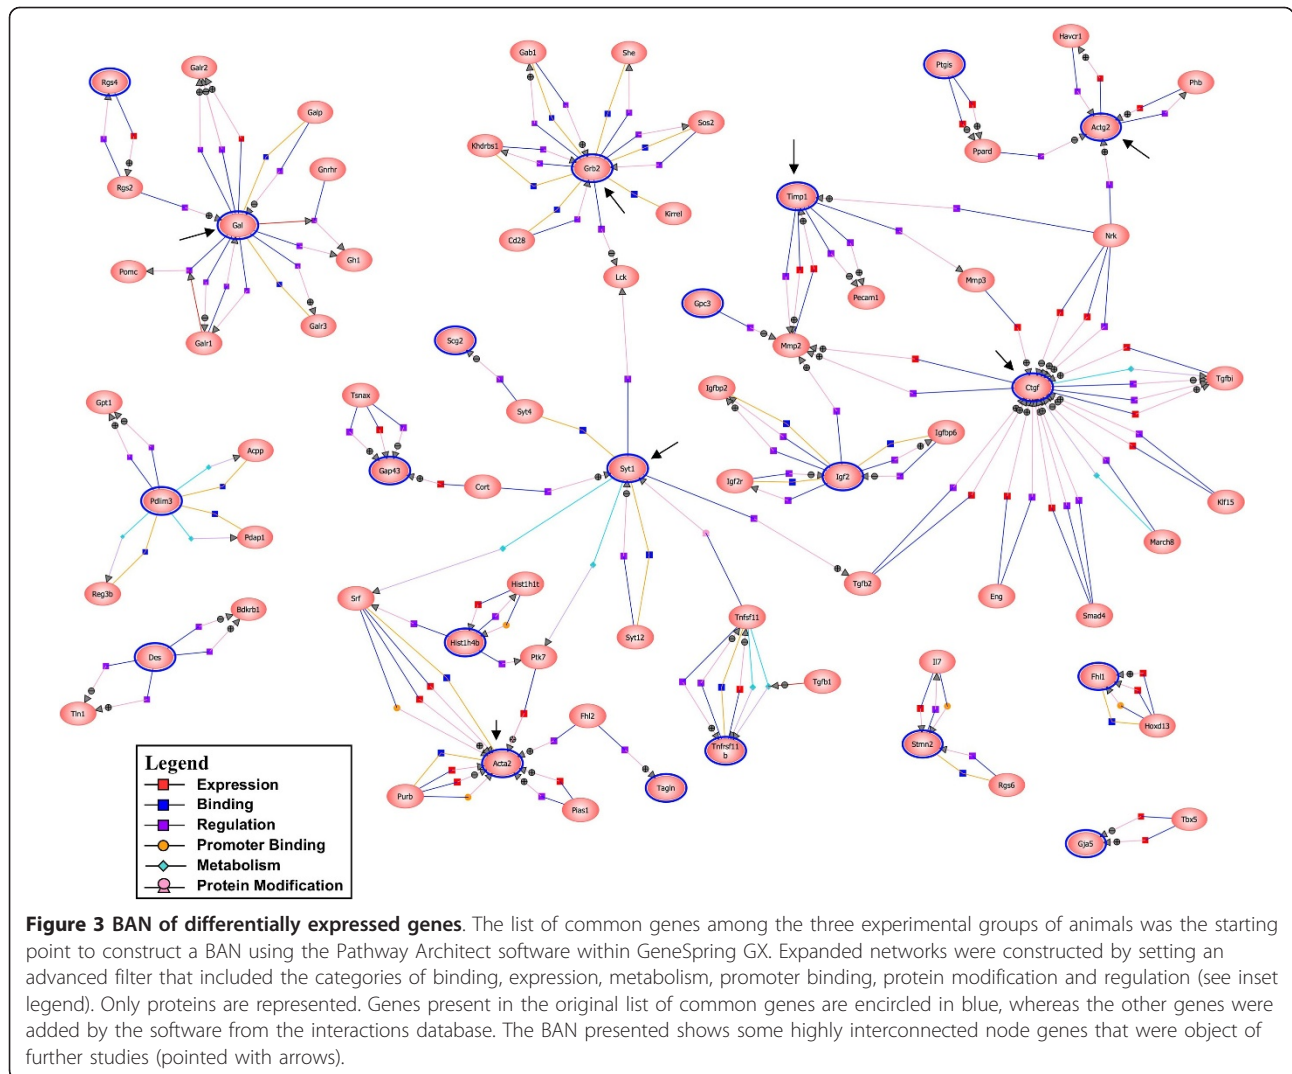 Rgs4
Galr2
Galp
Gnrhr
Rgs2
Gal
Pomc
Gh1
Galr3
Galr1
Gab1
She
Sos2
Khdrbs1
Grb2
Kirrel
Cd28
Lck
Havcr1
Ptgis
Phb
Actg2
Ppard
Timp1
Nrk
Mmp3
Pecam1
Gpc3
Mmp2
Scg2
Ctgf
Tgfbi
Tsnax
Syt4
Igfbp2
Igfbp6
Gpt1
Acpp
Gap43
Cort
Syt1
Igf2r
Igf2
Klf15
Pdlm3
Pdap1
March8
Reg3b
Tgfb2
Eng
Smad4
Bdkrb1
Des
Tln1
Srf
Hist1h1t
Hist1h4b
Ptk7
Syt12
Tnfsf11
Tgfb1
Il7
Fhl1
Hoxd13
Fhl2
Tnfrsf11
b
Stmn2
Rgs6
Acta2
Purb
Pias1
Tagln
Tbx5
Gja5
Legend
Expression
Binding
Regulation
Promoter Binding
Metabolism
Protein Modification
Figure 3 BAN of differentially expressed genes. The list of common genes among the three experimental groups of animals was the starting
point to construct a BAN using the Pathway Architect software within GeneSpring GX. Expanded networks were constructed by setting an
advanced filter that included the categories of binding, expression, metabolism, promoter binding, protein modification and regulation (see inset
legend). Only proteins are represented. Genes present in the original list of common genes are encircled in blue, whereas the other genes were
added by the software from the interactions database. The BAN presented shows some highly interconnected node genes that were object of
further studies (pointed with arrows).